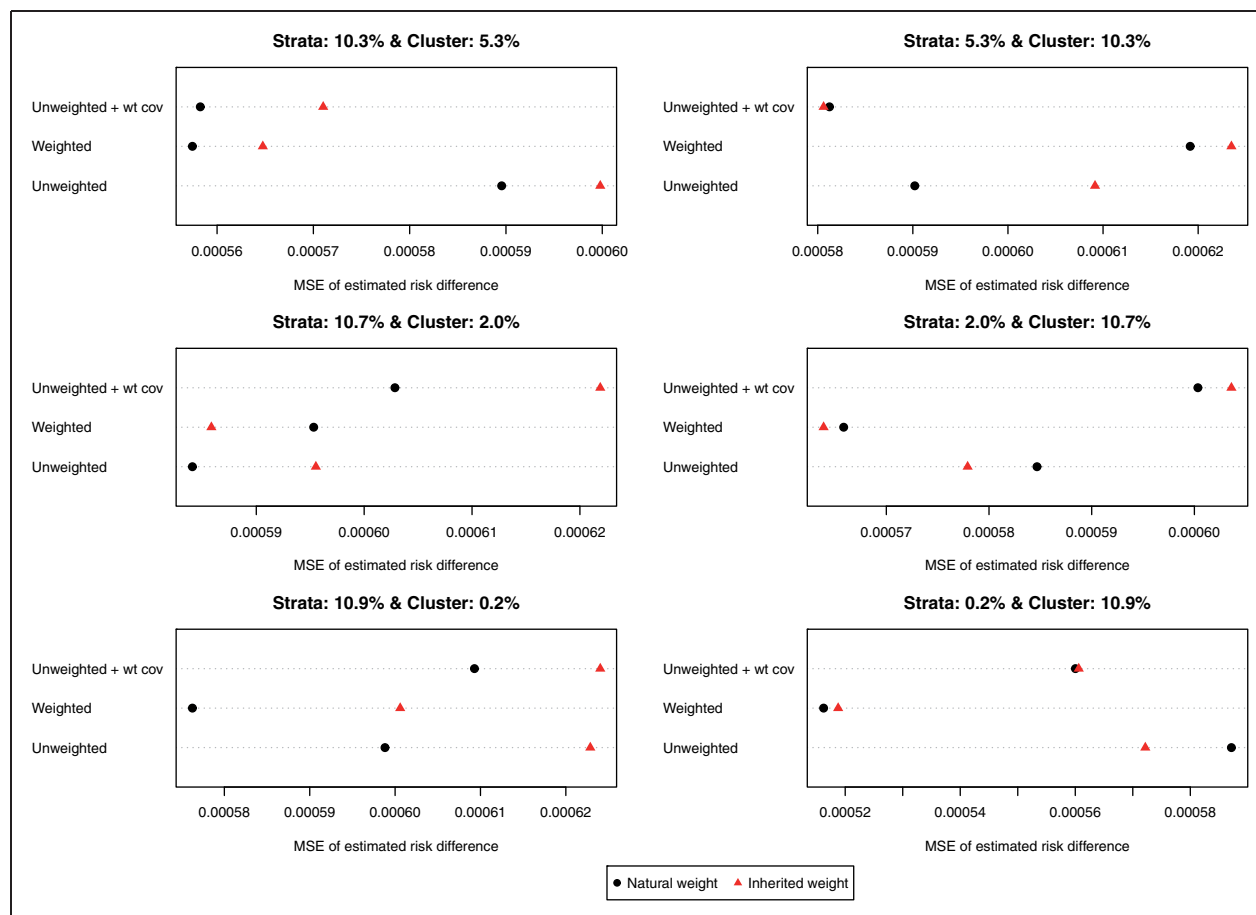 Strata: 10.3% & Cluster: 5.3%
Unweighted + wt cov
Weighted
Unweighted
0.00056 0.00057 0.00058 0.00059 0.00060
MSE of estimated risk difference
Strata: 5.3% & Cluster: 10.3%
Unweighted + wt cov
Weighted
Unweighted
0.00058 0.00059 0.00060 0.00061 0.00062
MSE of estimated risk difference
Strata: 10.7% & Cluster: 2.0%
Unweighted + wt cov
Weighted
Unweighted
0.00059 0.00060 0.00061 0.00062
MSE of estimated risk difference
Strata: 2.0% & Cluster: 10.7%
Unweighted + wt cov
Weighted
Unweighted
0.00057 0.00058 0.00059 0.00060
MSE of estimated risk difference
Strata: 10.9% & Cluster: 0.2%
Unweighted + wt cov
Weighted
Unweighted
0.00058 0.00059 0.00060 0.00061 0.00062
MSE of estimated risk difference
Strata: 0.2% & Cluster: 10.9%
Unweighted + wt cov
Weighted
Unweighted
0.00052 0.00054 0.00056 0.00058
MSE of estimated risk difference
Natural weight Inherited weight